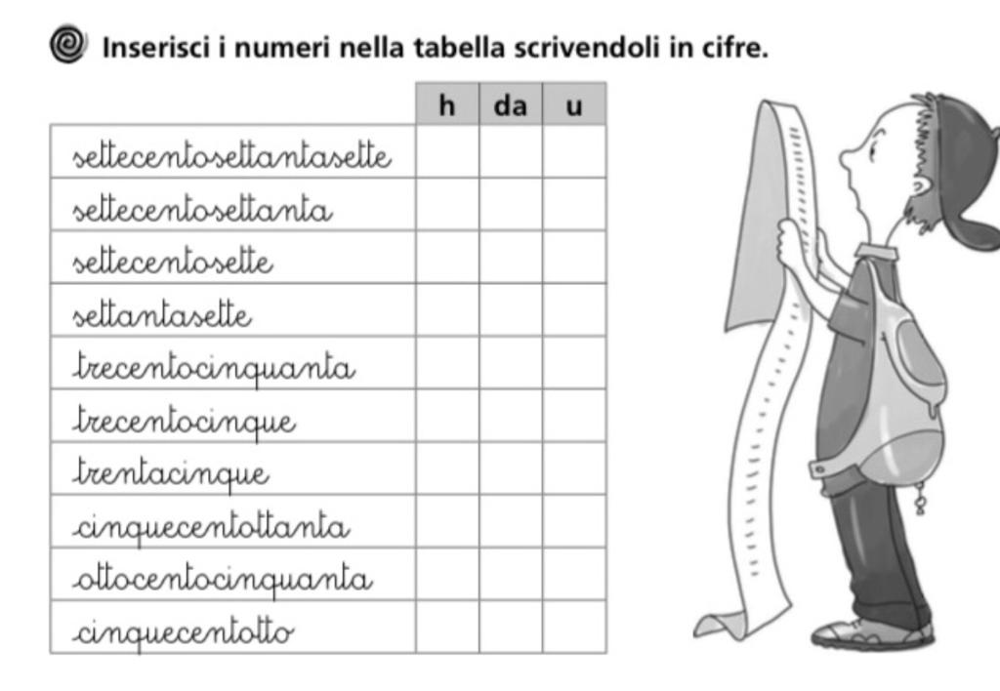 Inserisci i numeri nella tabella scrivendoli in cifre.
h da u
settecentosettantasette
settecentosettanta
settecentosette
settantasette
trecentocinquanta
trecentocinque
trentacinque
cinquecentottanta
ottocentocinquanta
cinquecentotto